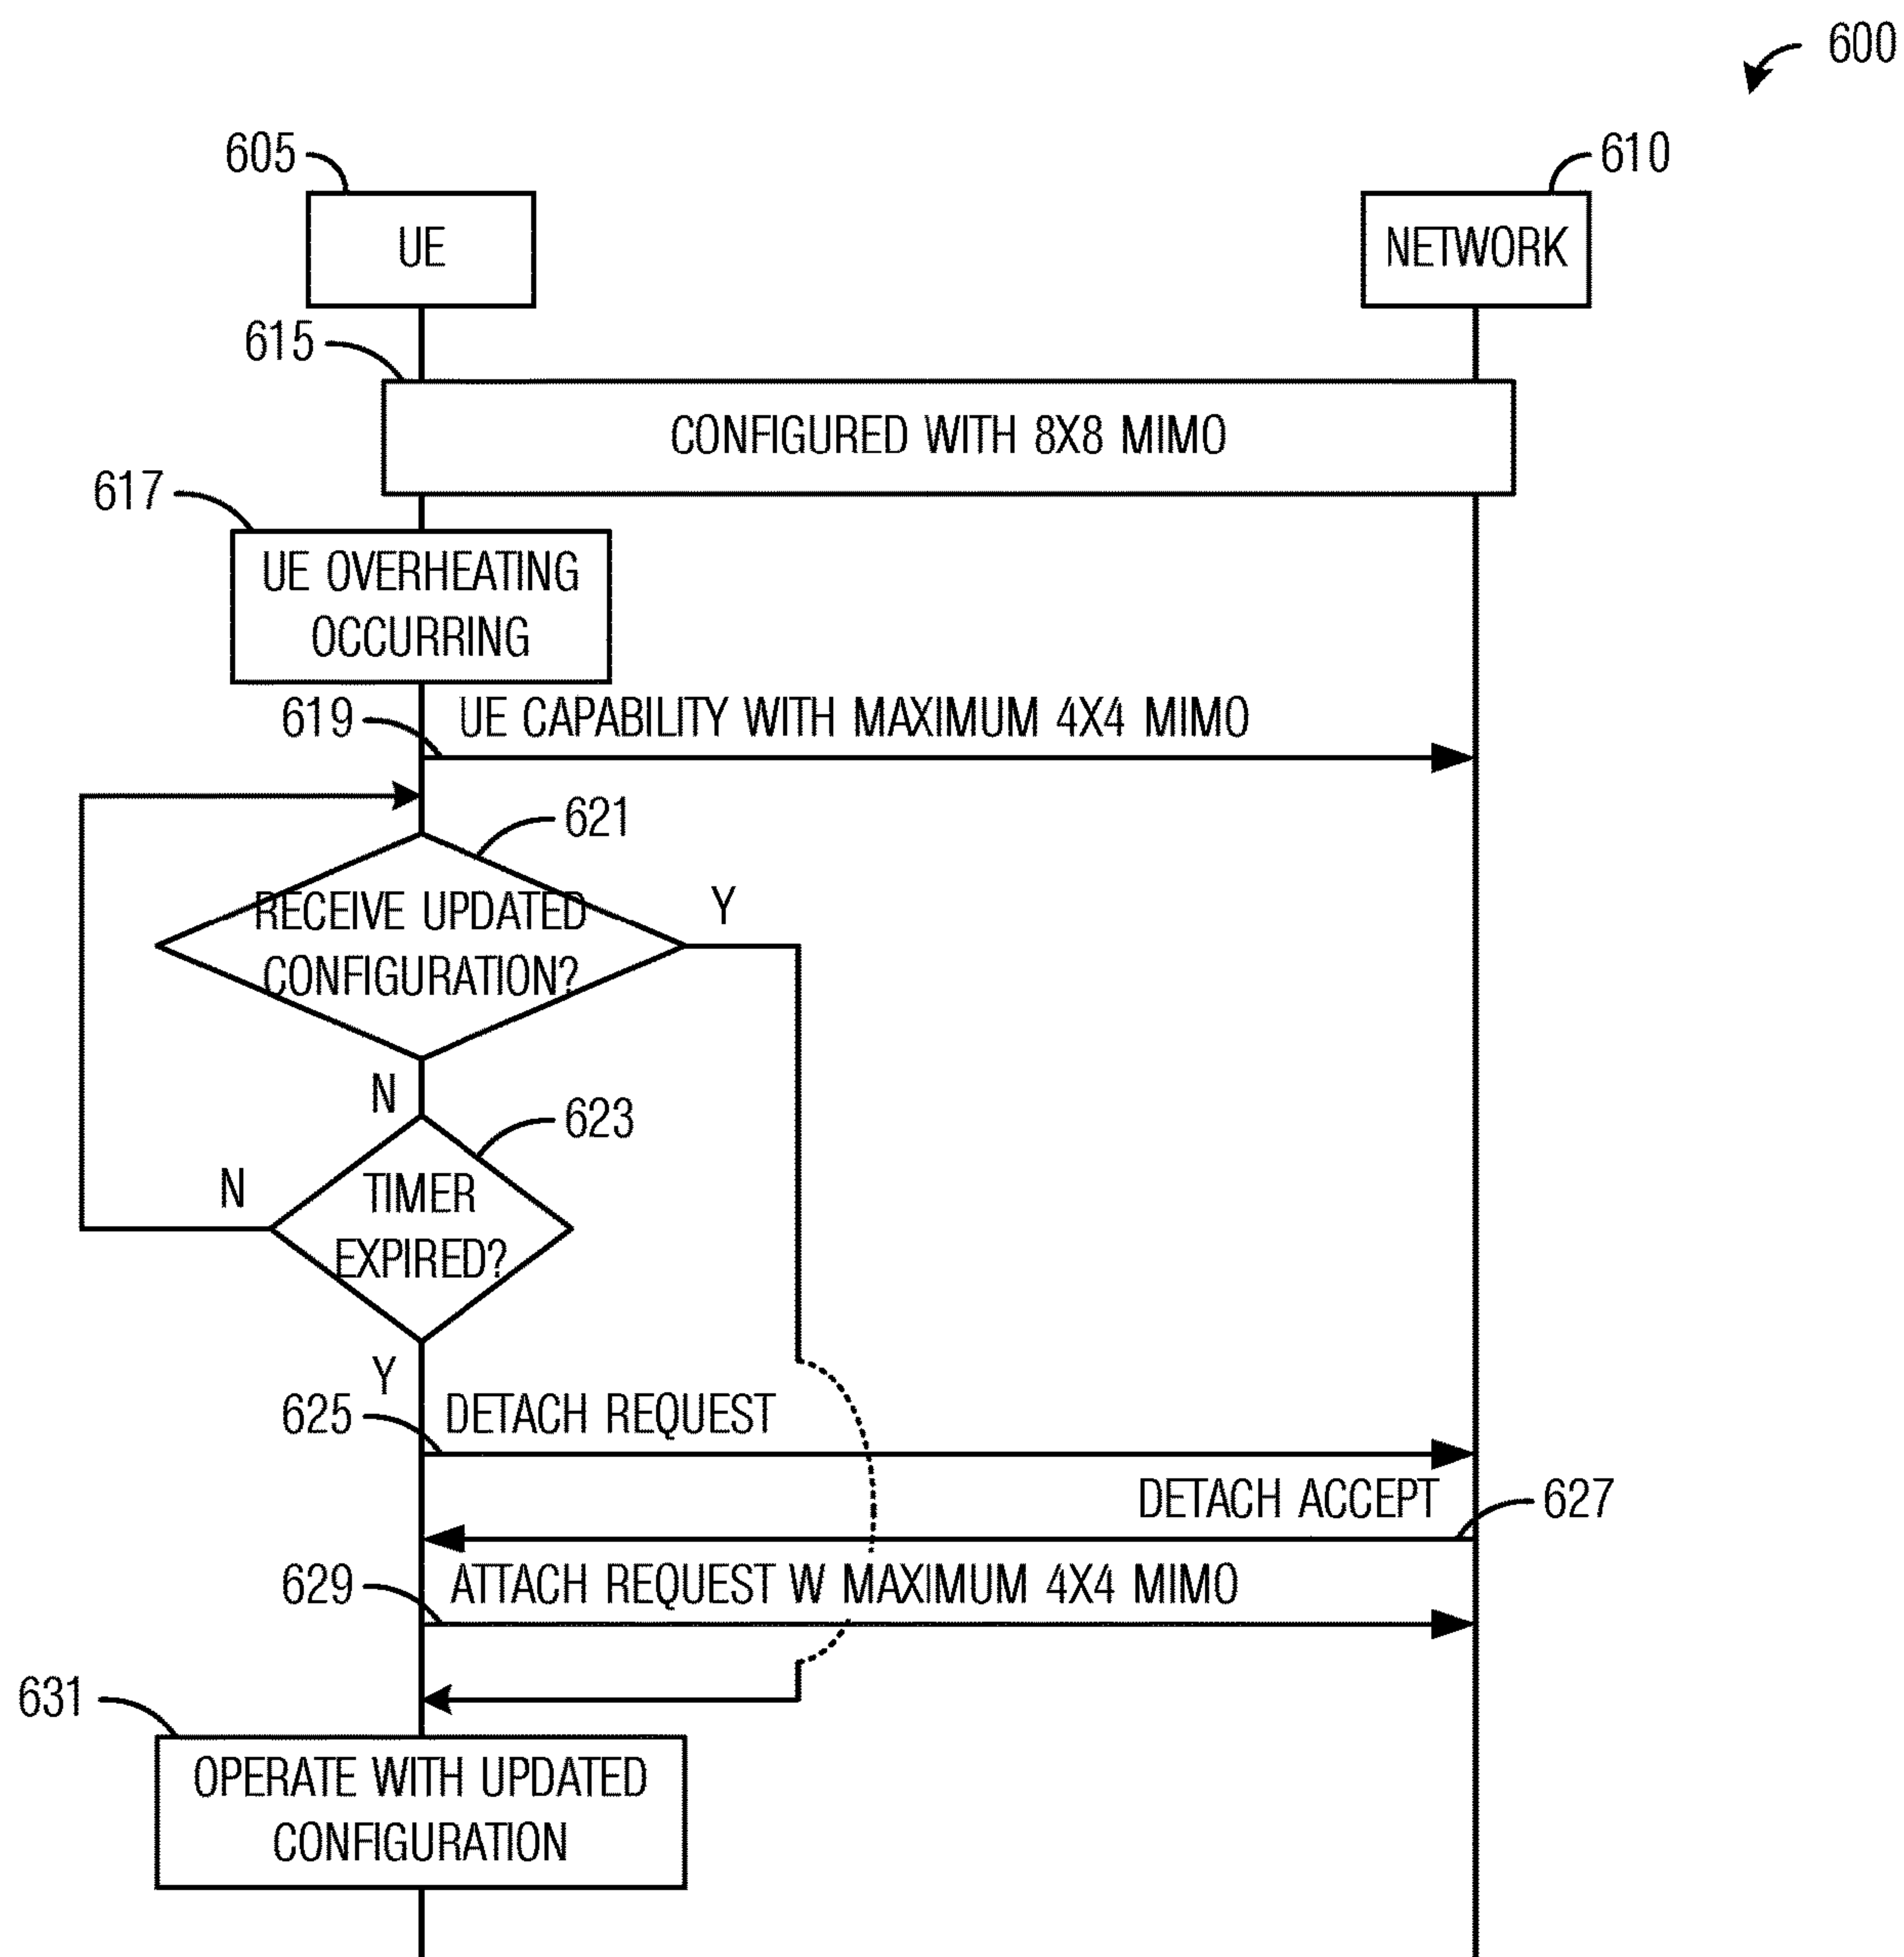 600
605
610
UE
NETWORK
615
CONFIGURED WITH 8X8 MIMO
617
UE OVERHEATING
OCCURRING
619
UE CAPABILITY WITH MAXIMUM 4X4 MIMO
621
RECEIVE UPDATED
CONFIGURATION?
Y
N
623
N
TIMER
EXPIRED?
Y
625
DETACH REQUEST
DETACH ACCEPT
627
629
ATTACH REQUEST W MAXIMUM 4X4 MIMO
631
OPERATE WITH UPDATED
CONFIGURATION